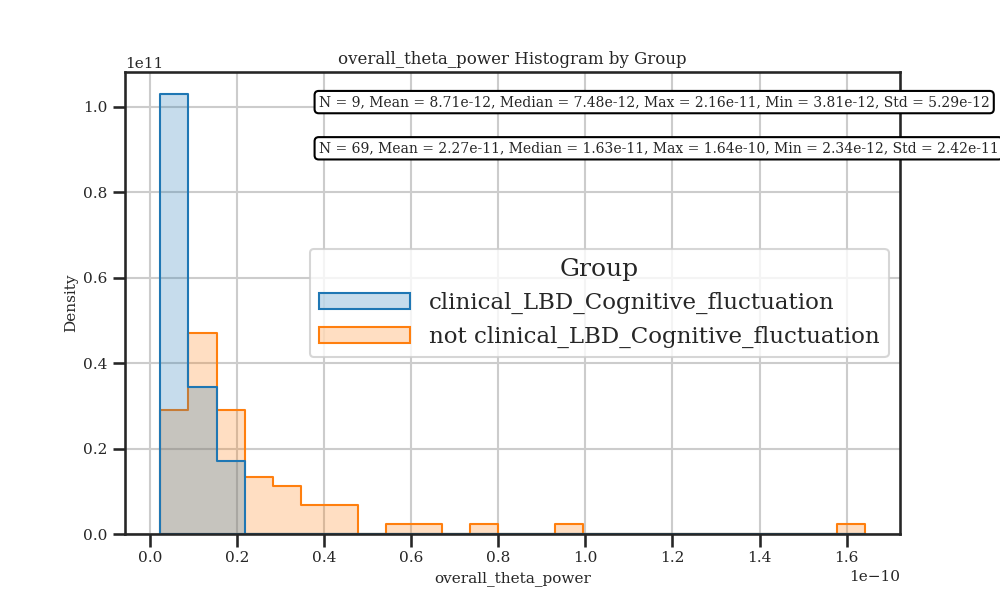 overall_theta_power Histogram by Group
1e11
N = 9, Mean = 8.71e-12, Median = 7.48e-12, Max = 2.16e-11, Min = 3.81e-12, Std = 5.29e-12
N = 69, Mean = 2.27e-11, Median = 1.63e-11, Max = 1.64e-10, Min = 2.34e-12, Std = 2.42e-11
1.0
0.8
0.6
0.4
0.2
0.0
Density
Group
clinical_LBD_Cognitive_fluctuation
not clinical_LBD_Cognitive_fluctuation
0.0 0.2 0.4 0.6 0.8 1.0 1.2 1.4 1.6
1e−10
overall_theta_power